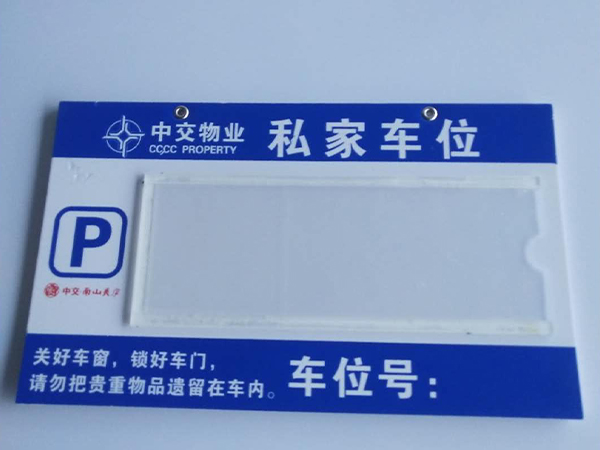 中交物业 私家车位
CCCC PROPERTY
P
中交·南山美庐
关好车窗，锁好车门，
请勿把贵重物品遗留在车内。 车位号：